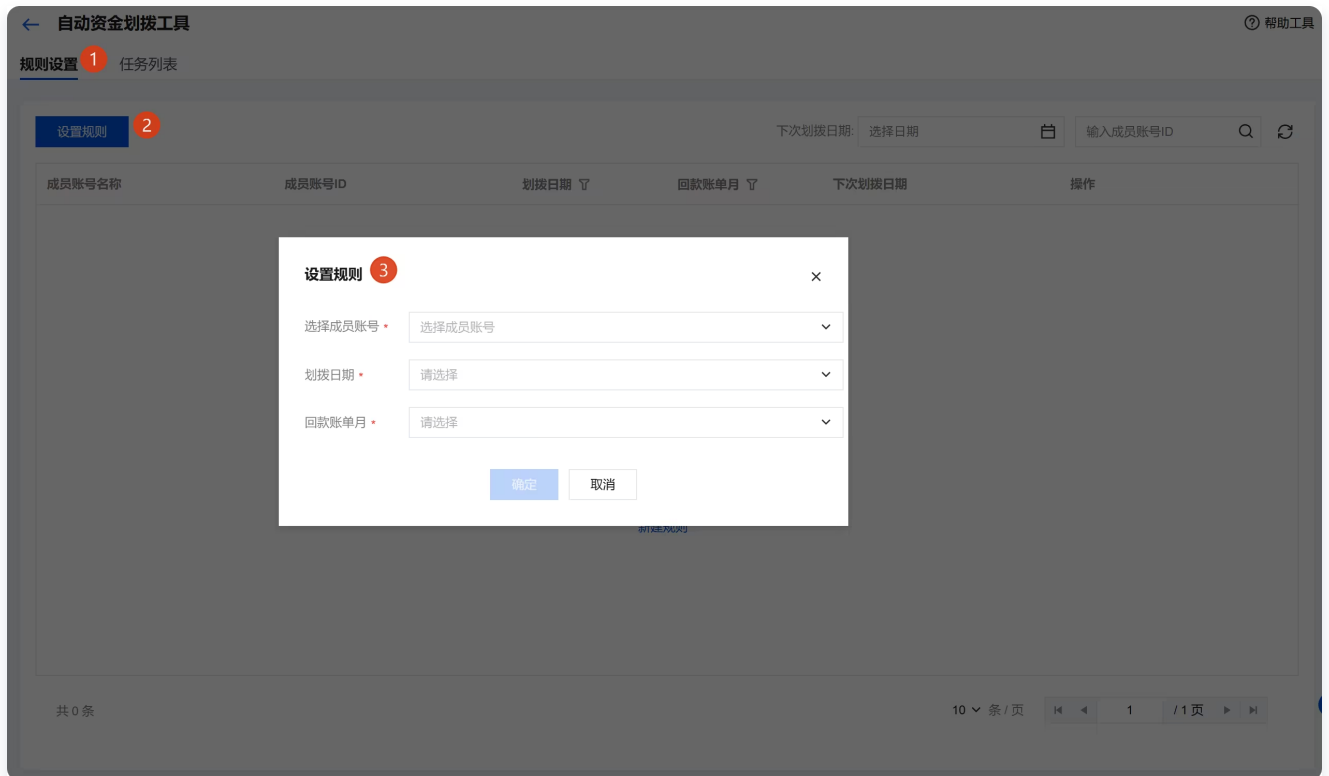 自动资金划拨工具
帮助工具
规则设置 1 任务列表
设置规则 2
下次划拨日期: 选择日期 输入成员账号ID
成员账号名称 成员账号ID 划拨日期 回款账单月 下次划拨日期 操作
设置规则 3
选择成员账号 * 选择成员账号
划拨日期 * 请选择
回款账单月 * 请选择
确定 取消
新建规则
共 0 条
10 条 / 页 1 / 1 页